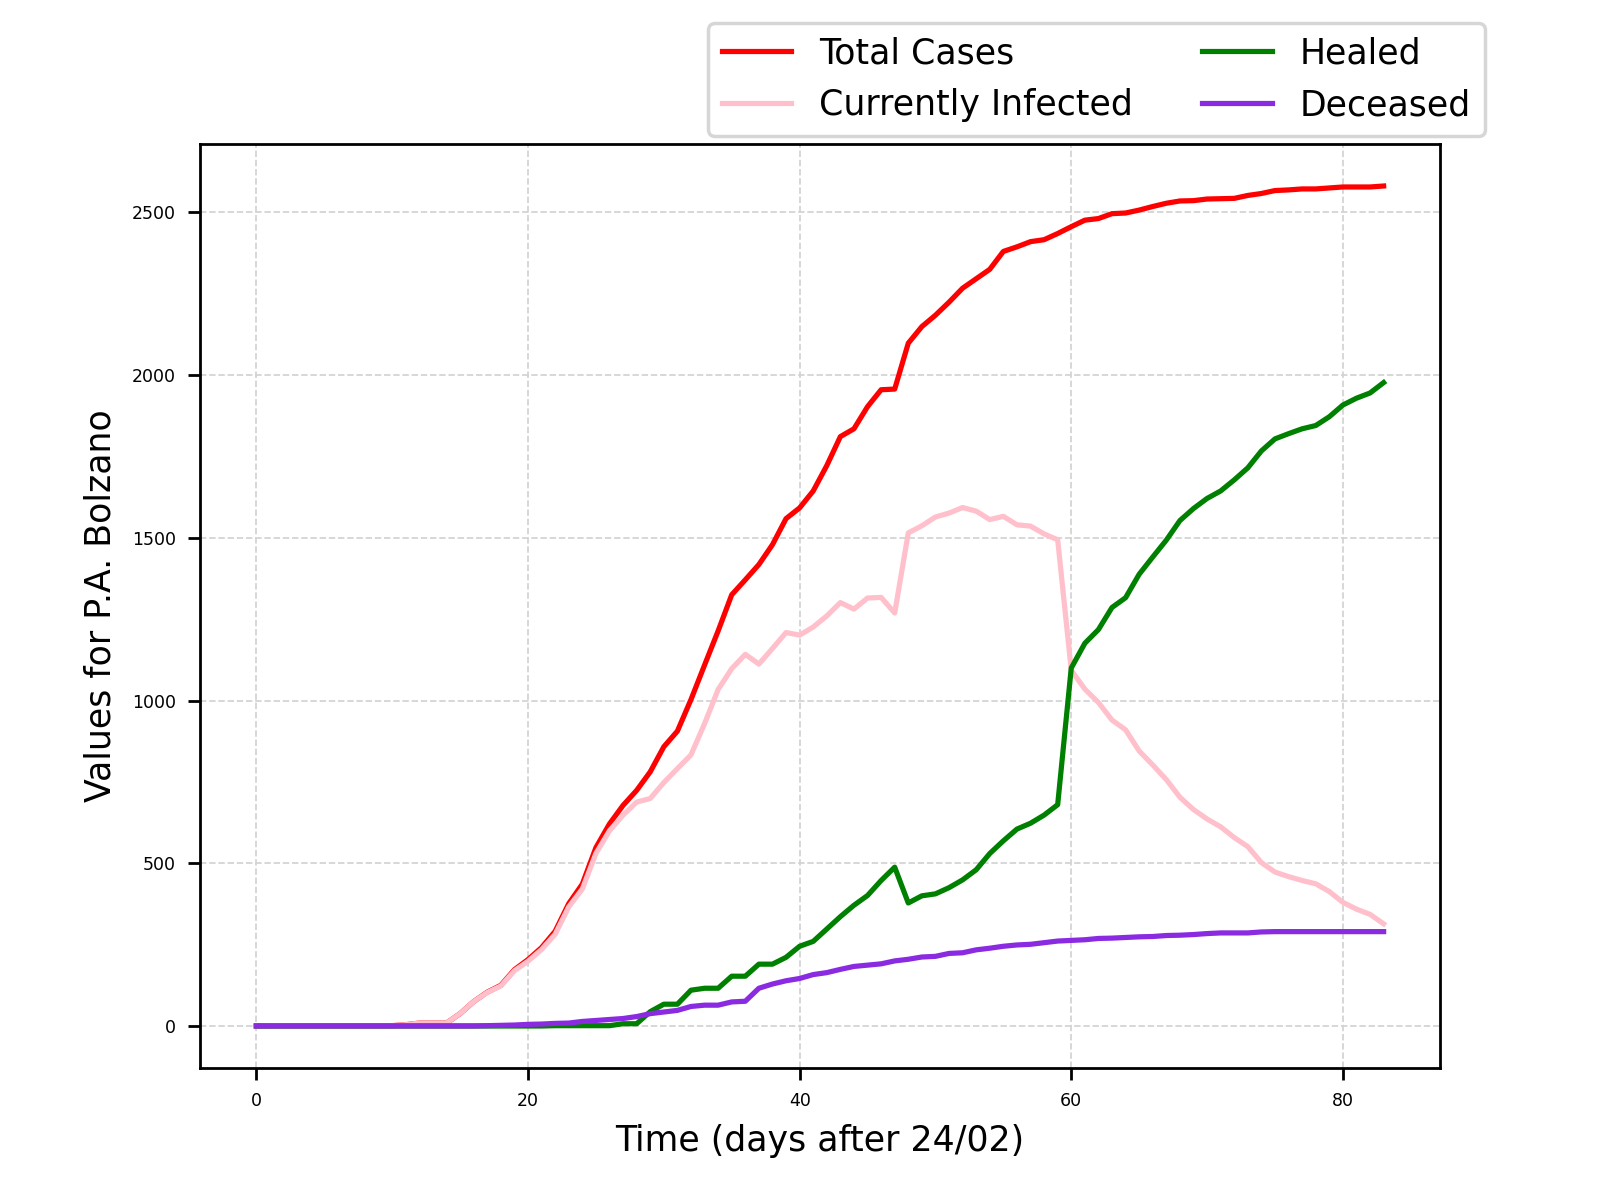 Total Cases
Currently Infected
Healed
Deceased
Values for P.A. Bolzano
2500
2000
1500
1000
500
0
0 20 40 60 80
Time (days after 24/02)